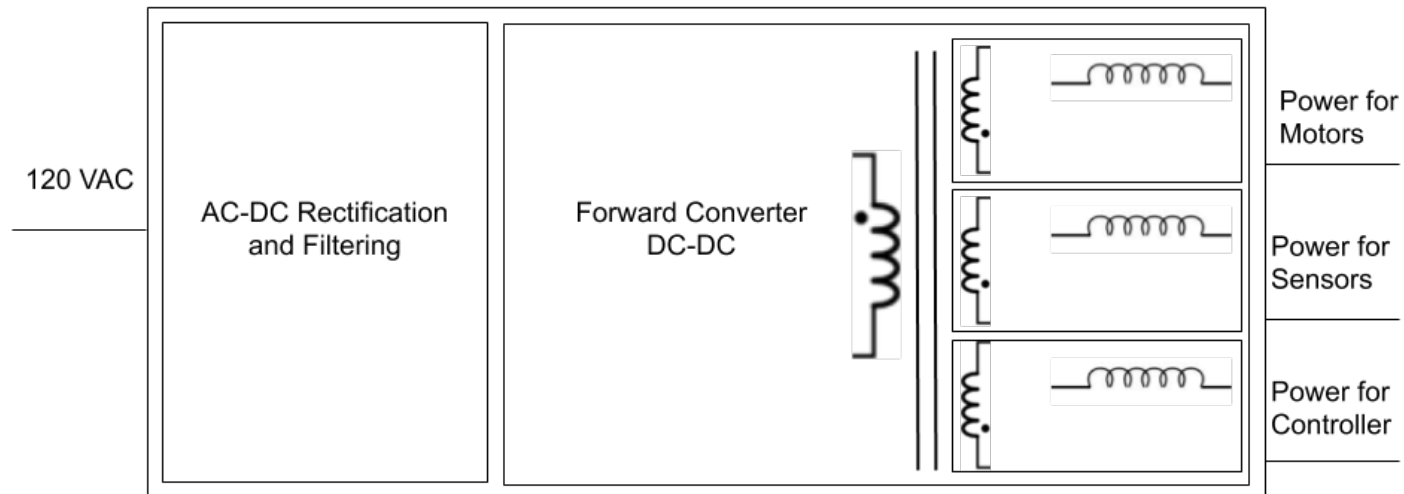 120 VAC
AC-DC Rectification
and Filtering
Forward Converter
DC-DC
Power for
Motors
Power for
Sensors
Power for
Controller